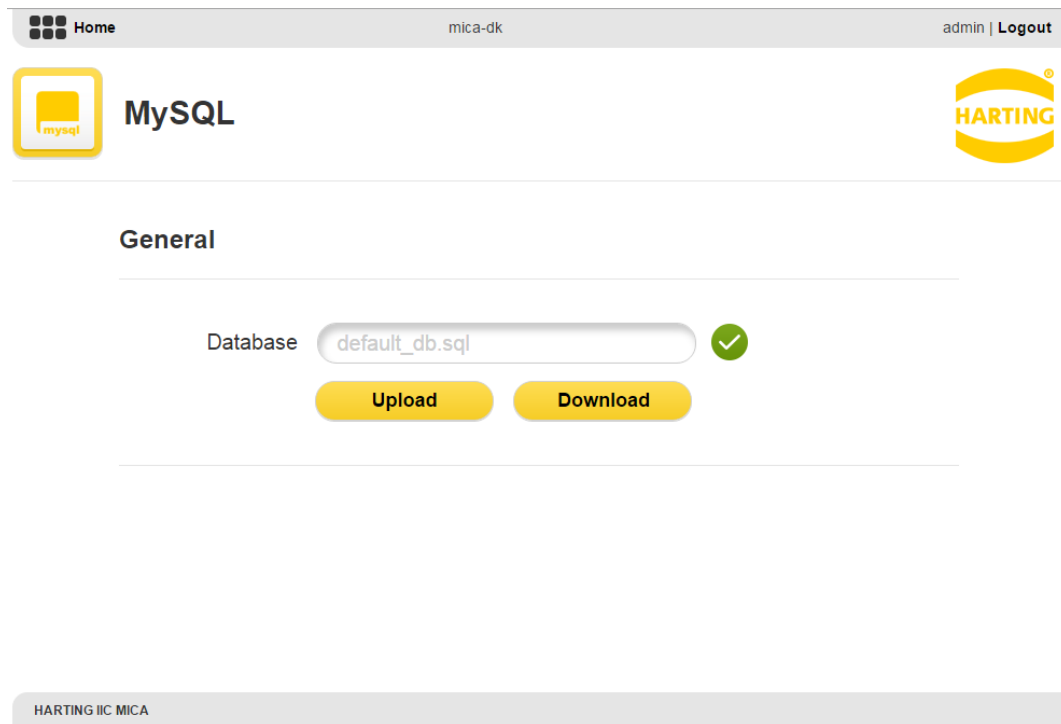 Home
mica-dk
admin | Logout
mysql
MySQL
®
HARTING
General
Database
default_db.sql
Upload
Download
HARTING IIC MICA